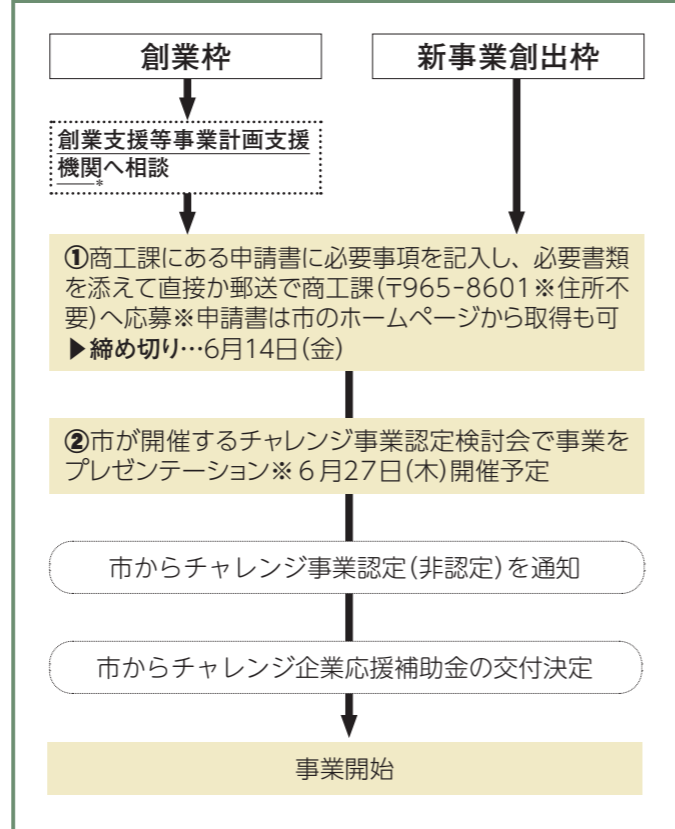 創業枠
新事業創出枠
創業支援等事業計画支援
機関へ相談
*
①商工課にある申請書に必要事項を記入し、必要書類
を添えて直接か郵送で商工課(〒965-8601※住所不
要)へ応募※申請書は市のホームページから取得も可
▶締め切り…6月14日(金)
②市が開催するチャレンジ事業認定検討会で事業を
プレゼンテーション※6月27日(木)開催予定
市からチャレンジ事業認定(非認定)を通知
市からチャレンジ企業応援補助金の交付決定
事業開始